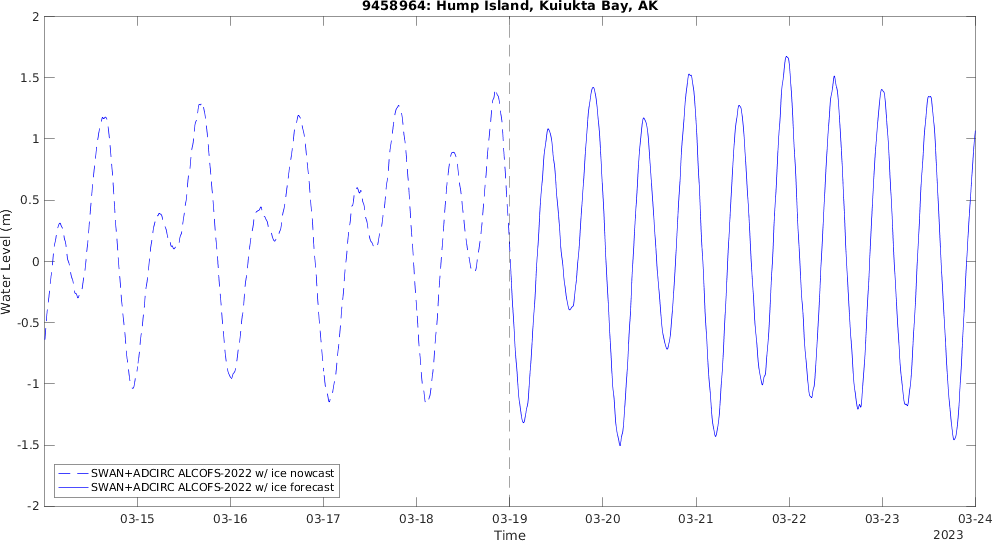 9458964: Hump Island, Kuiukta Bay, AK
Water Level (m)
2
1.5
1
0.5
0
-0.5
-1
-1.5
-2
SWAN+ADCIRC ALCOFS-2022 w/ ice nowcast
SWAN+ADCIRC ALCOFS-2022 w/ ice forecast
03-15 03-16 03-17 03-18 03-19 03-20 03-21 03-22 03-23 03-24
Time
2023